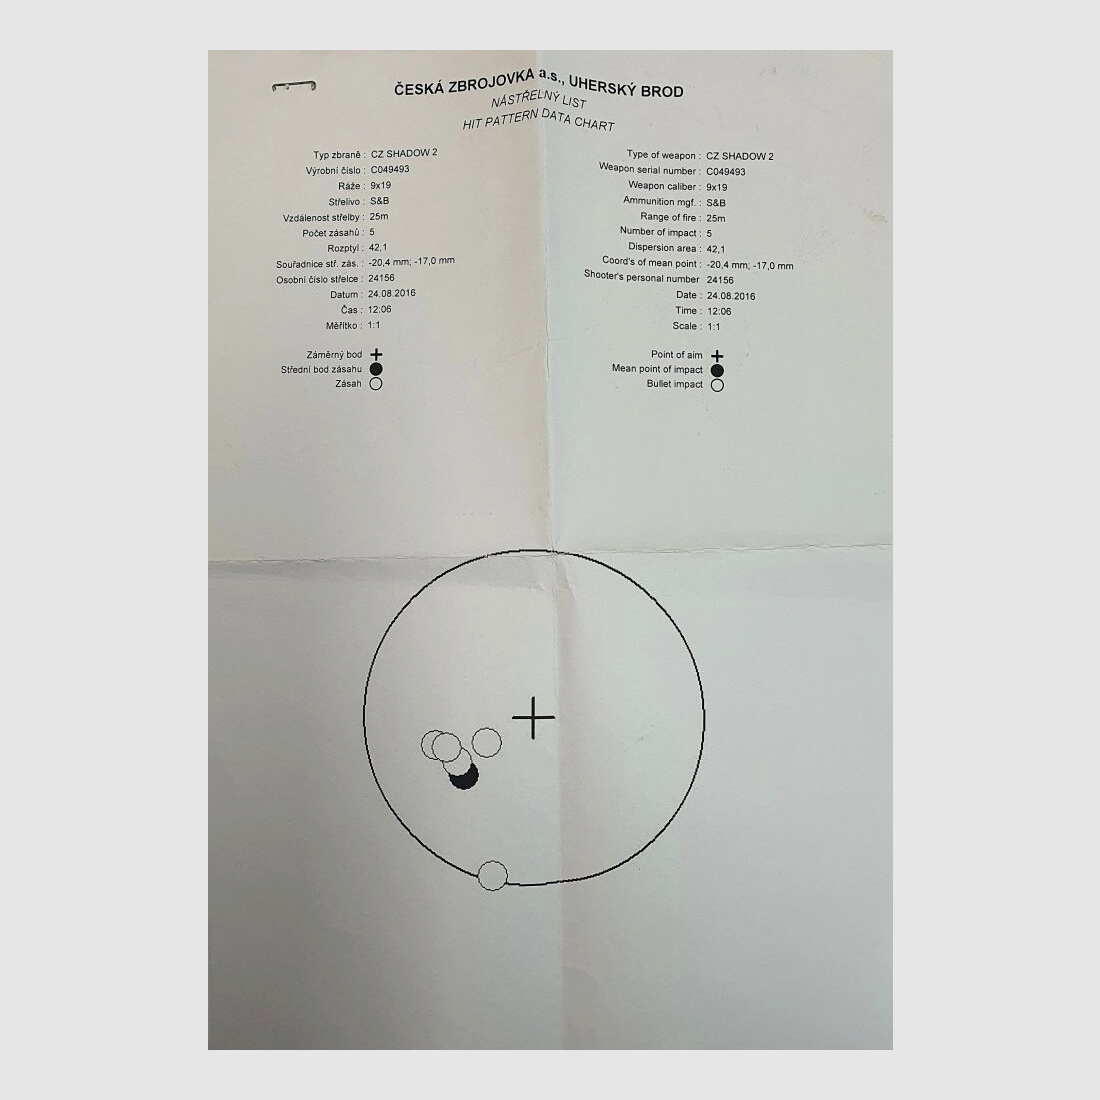 ČESKÁ ZBROJOVKA a.s., UHERSKÝ BROD
NÁSTŘELNÝ LIST
HIT PATTERN DATA CHART
Typ zbraně : CZ SHADOW 2
Výrobní číslo : C049493
Ráže : 9x19
Střelivo : S&B
Vzdálenost střelby : 25m
Počet zásahů : 5
Rozptyl : 42,1
Souřadnice stř. zás. : -20,4 mm; -17,0 mm
Osobní číslo střelce : 24156
Datum : 24.08.2016
Čas : 12:06
Měřítko : 1:1
Záměrný bod
Střední bod zásahu
Zásah
Type of weapon : CZ SHADOW 2
Weapon serial number : C049493
Weapon caliber : 9x19
Ammunition mgf. : S&B
Range of fire : 25m
Number of impact : 5
Dispersion area : 42,1
Coord's of mean point : -20,4 mm; -17,0 mm
Shooter's personal number 24156
Date : 24.08.2016
Time : 12:06
Scale : 1:1
Point of aim
Mean point of impact
Bullet impact